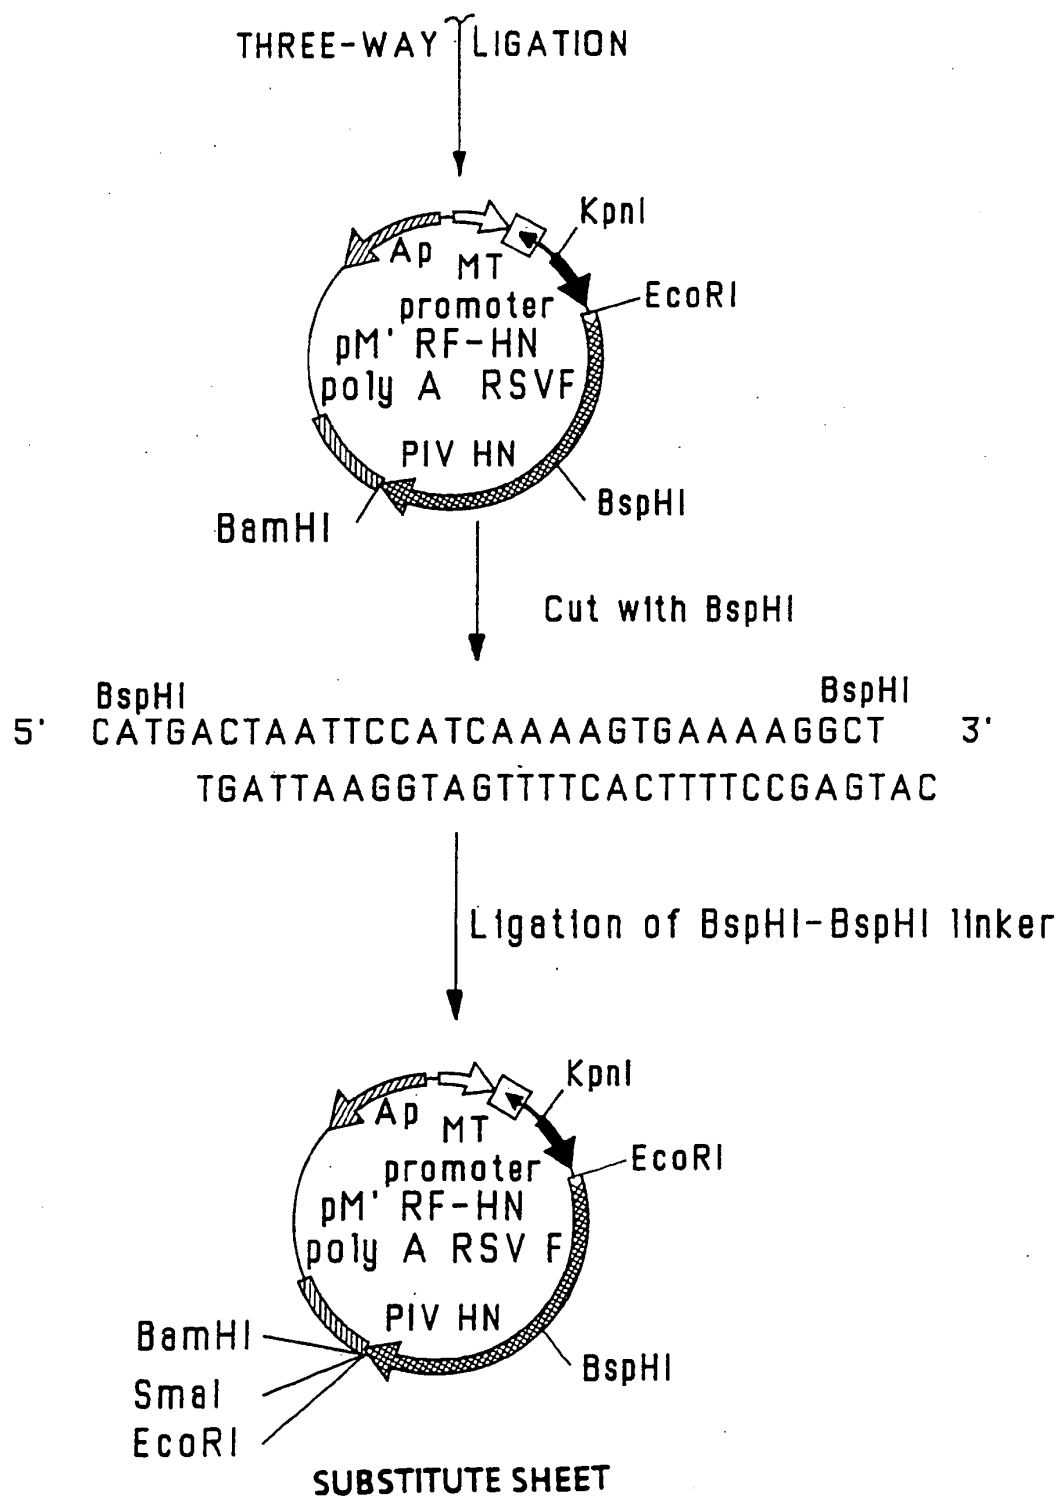 THREE-WAY LIGATION
KpnI
Ap
MT
promoter
EcoRI
pM' RF-HN
poly A RSVF
PIV HN
BspHI
BamHI
Cut with BspHI
BspHI BspHI
5' CATGACTAATTCCATCAAAAGTGAAAAGGCT 3'
TGATTAAGGTAGTTTTCACTTTTCCGAGTAC
Ligation of BspHI-BspHI linker
KpnI
Ap
MT
promoter
EcoRI
pM' RF-HN
poly A RSV F
PIV HN
BamHI
BspHI
SmaI
EcoRI
SUBSTITUTE SHEET